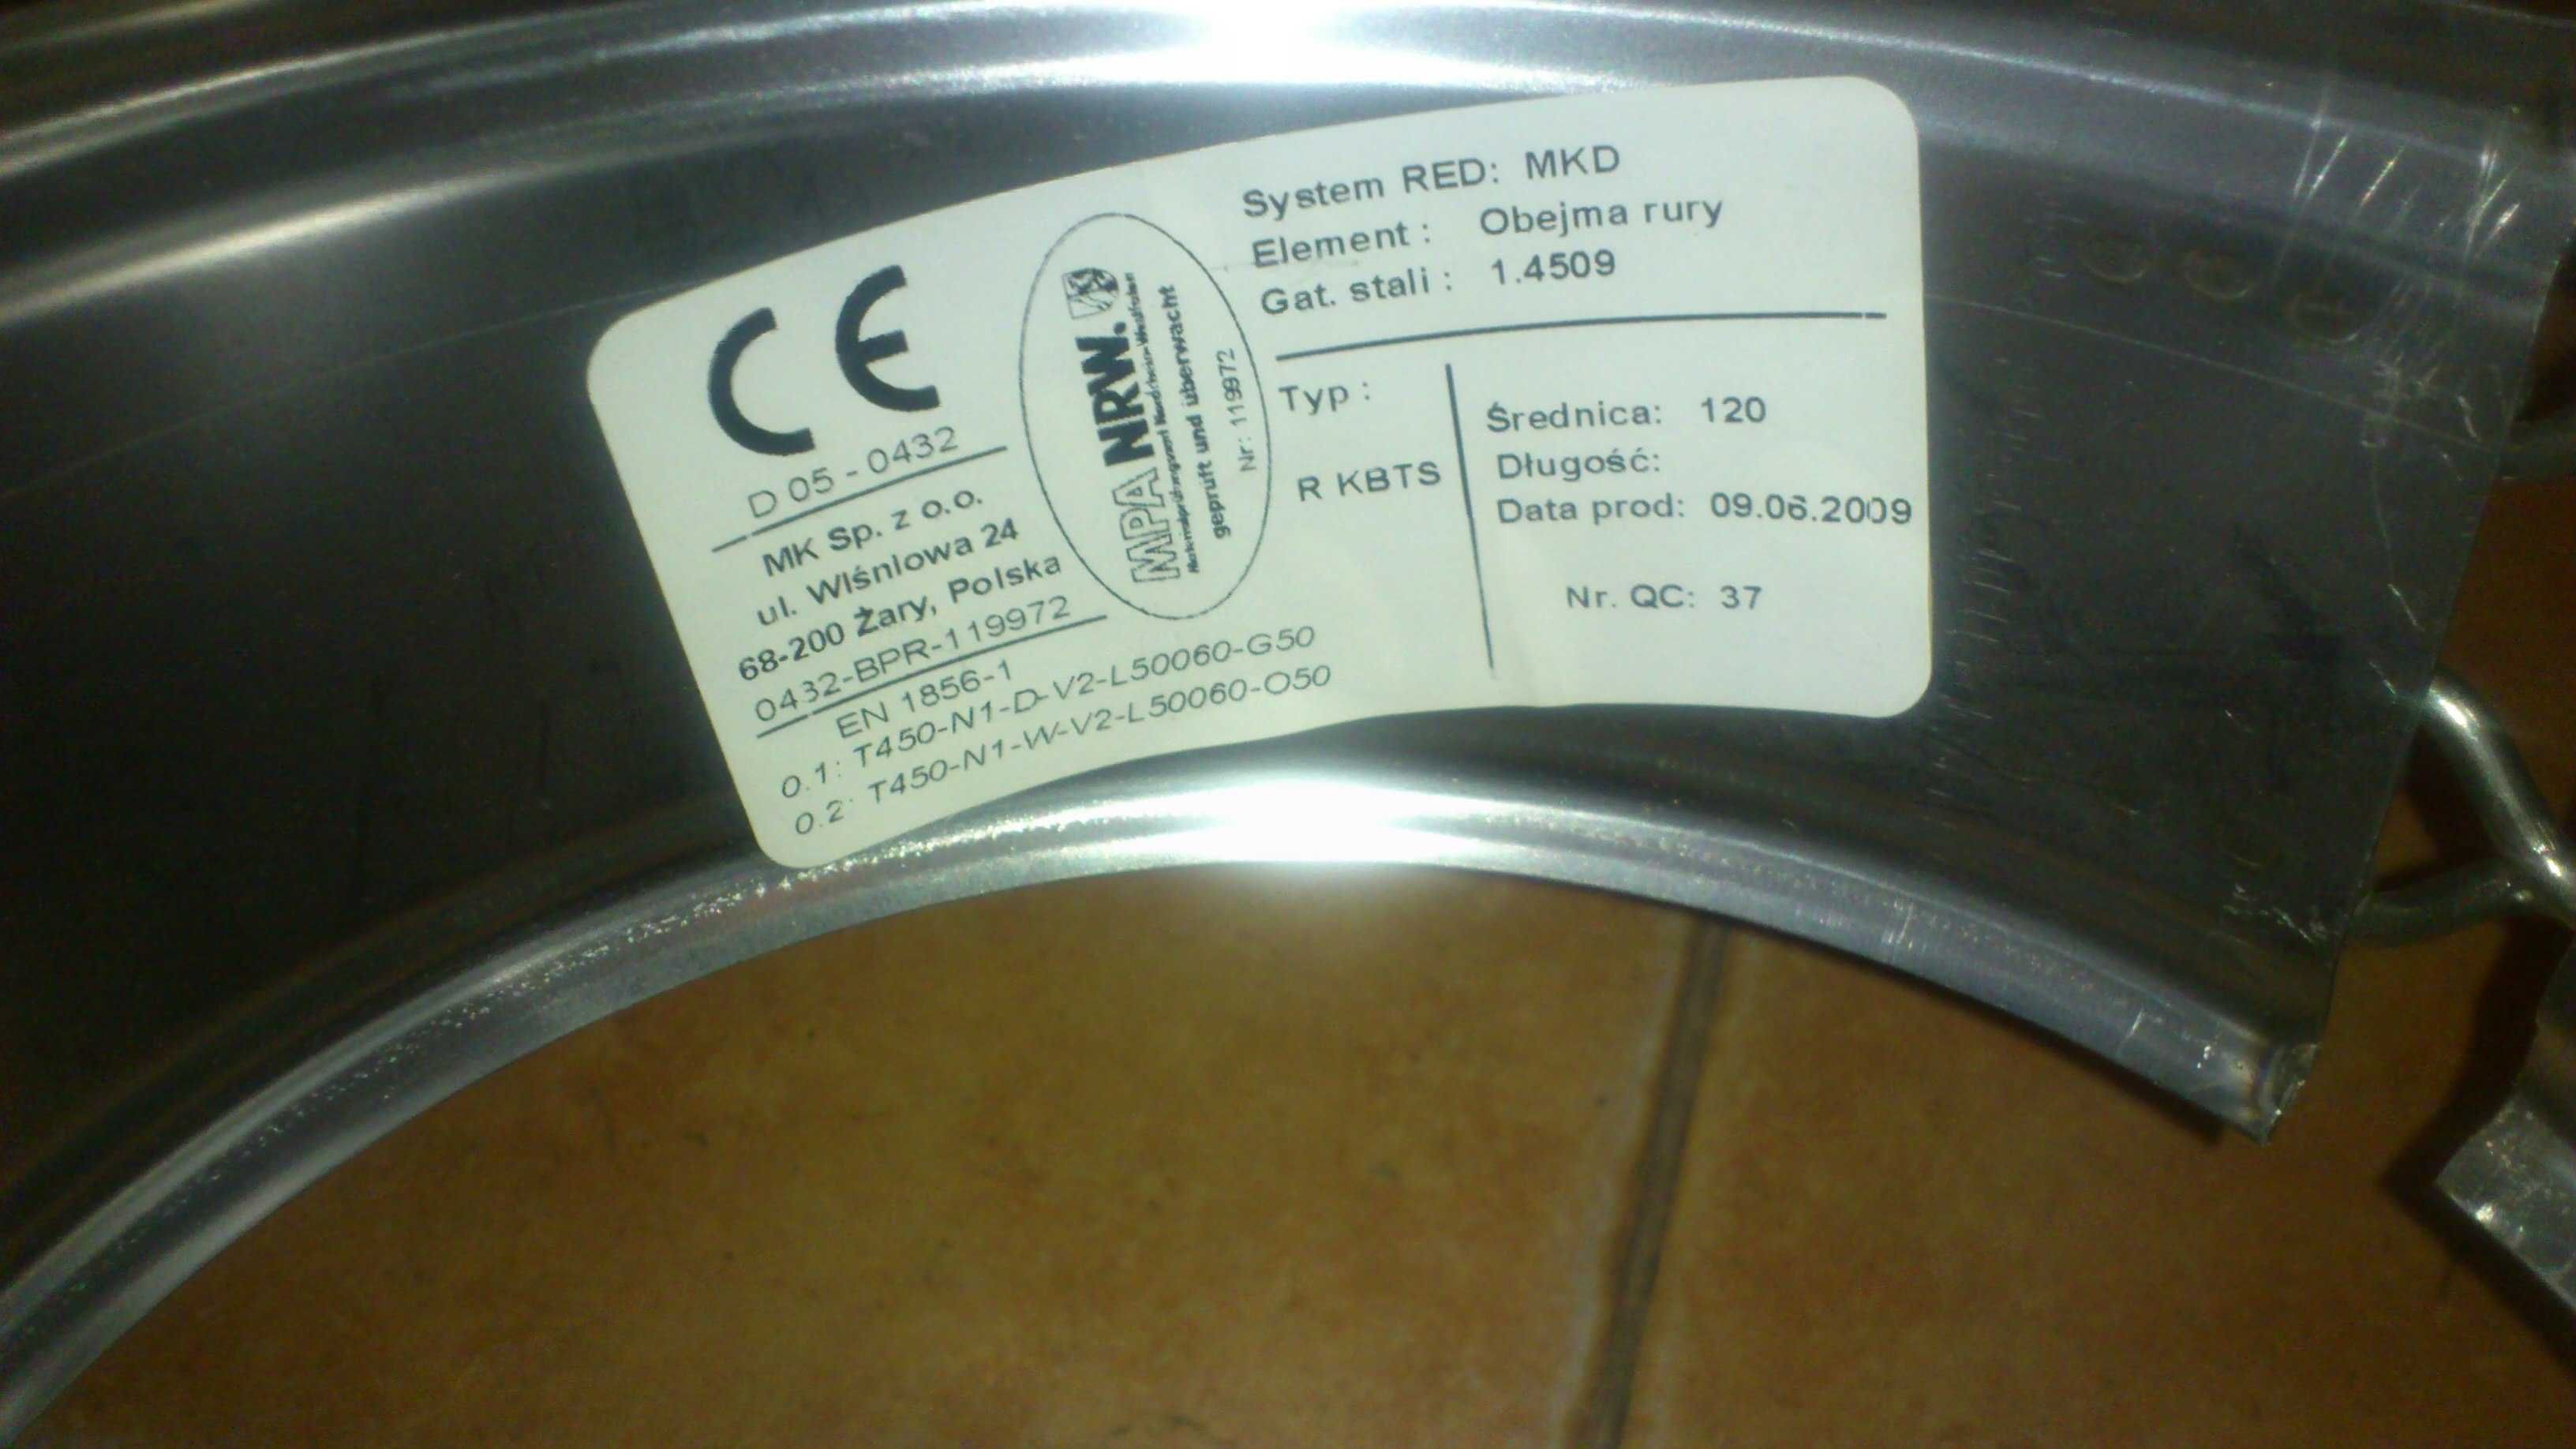 CE
D 05 - 0432
MK Sp. z o.o.
ul. Wiśniowa 24
68-200 Żary, Polska
0432-BPR-119972
EN 1856-1
0.1: T450-N1-D-V2-L50060-G50
0.2: T450-N1-W-V2-L50060-O50
MPA NRW.
Materialprüfungsamt Nordrhein-Westfalen
geprüft und überwacht
Nr: 119972
System RED: MKD
Element : Obejma rury
Gat. stali : 1.4509
Typ :
R KBTS
Średnica: 120
Długość:
Data prod: 09.06.2009
Nr. QC: 37